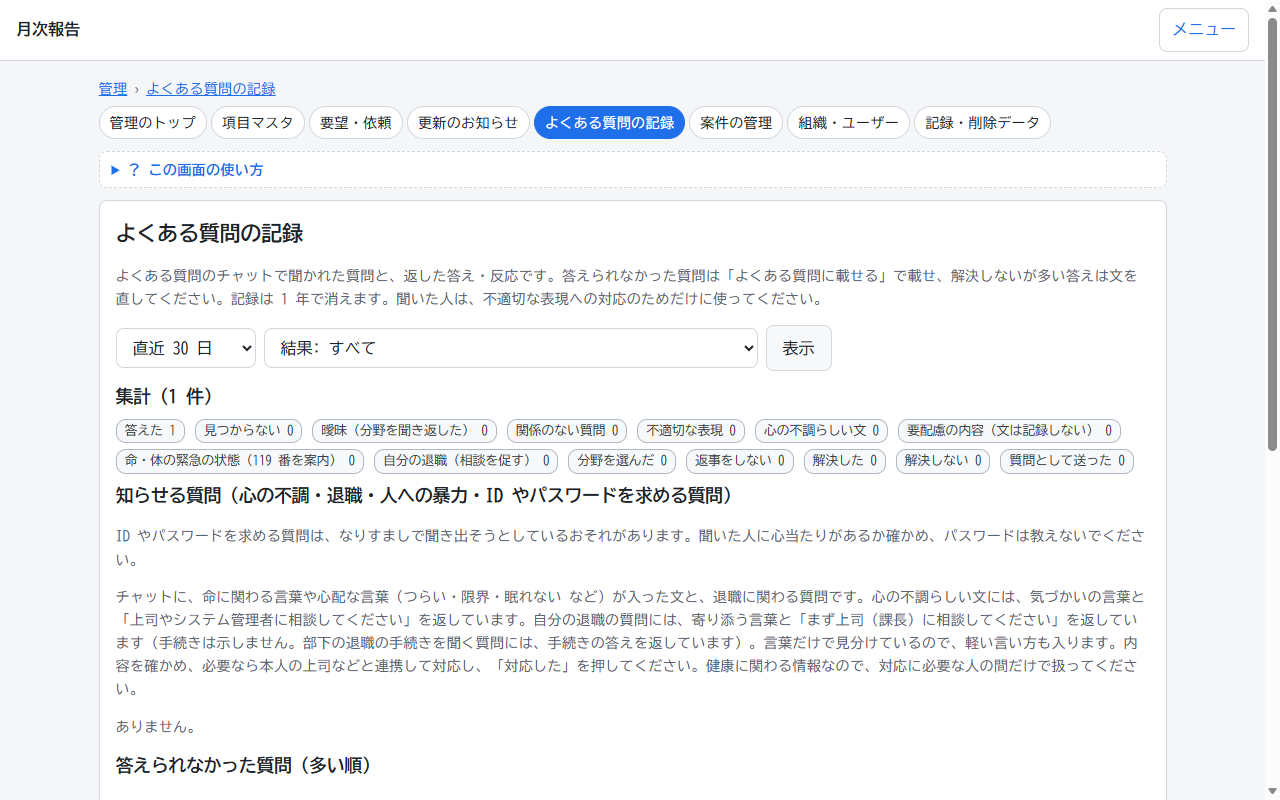 月次報告
メニュー
管理 › よくある質問の記録
管理のトップ 項目マスタ 要望・依頼 更新のお知らせ よくある質問の記録 案件の管理 組織・ユーザー 記録・削除データ
▶ ? この画面の使い方
よくある質問の記録
よくある質問のチャットで聞かれた質問と、返した答え・反応です。答えられなかった質問は「よくある質問に載せる」で載せ、解決しないが多い答えは文を
直してください。記録は 1 年で消えます。聞いた人は、不適切な表現への対応のためだけに使ってください。
直近 30 日 結果: すべて 表示
集計（1 件）
答えた 1 見つからない 0 曖昧（分野を聞き返した） 0 関係のない質問 0 不適切な表現 0 心の不調らしい文 0 要配慮の内容（文は記録しない） 0
命・体の緊急の状態（119 番を案内） 0 自分の退職（相談を促す） 0 分野を選んだ 0 返事をしない 0 解決した 0 解決しない 0 質問として送った 0
知らせる質問（心の不調・退職・人への暴力・ID やパスワードを求める質問）
ID やパスワードを求める質問は、なりすましで聞き出そうとしているおそれがあります。聞いた人に心当たりがあるか確かめ、パスワードは教えないでくださ
い。
チャットに、命に関わる言葉や心配な言葉（つらい・限界・眠れない など）が入った文と、退職に関わる質問です。心の不調らしい文には、気づかいの言葉と
「上司やシステム管理者に相談してください」を返しています。自分の退職の質問には、寄り添う言葉と「まず上司（課長）に相談してください」を返してい
ます（手続きは示しません。部下の退職の手続きを聞く質問には、手続きの答えを返しています）。言葉だけで見分けているので、軽い言い方も入ります。内
容を確かめ、必要なら本人の上司などと連携して対応し、「対応した」を押してください。健康に関わる情報なので、対応に必要な人の間だけで扱ってくださ
い。
ありません。
答えられなかった質問（多い順）